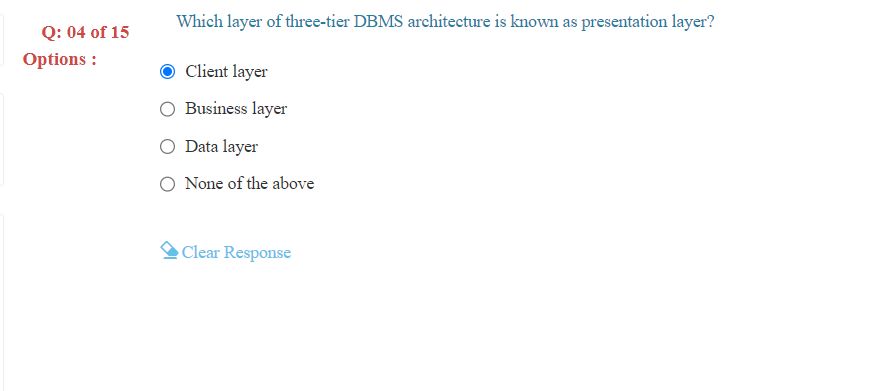 Which layer of three-tier DBMS architecture is known as presentation layer?
Q: 04 of 15
Options :
Client layer
Business layer
Data layer
None of the above
Clear Response